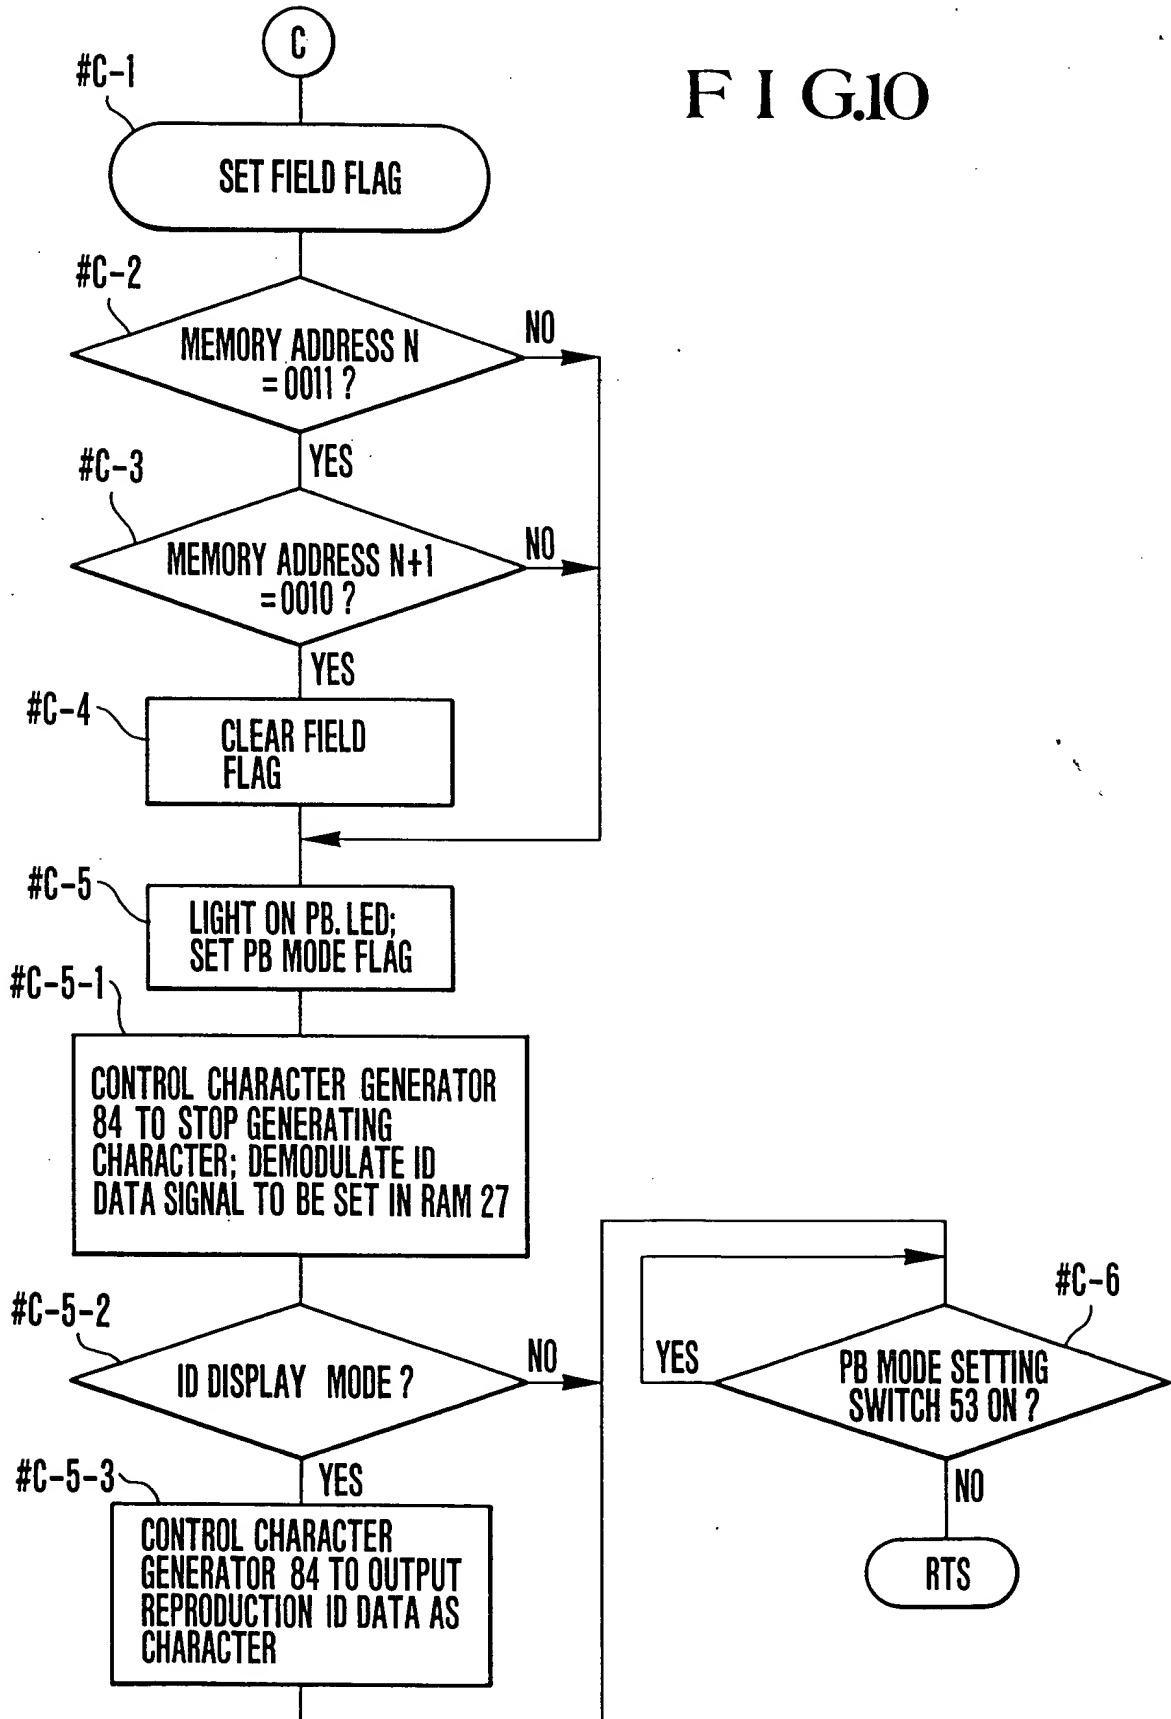 C
F I G.10
#C-1
SET FIELD FLAG
#C-2
MEMORY ADDRESS N
=0011 ?
NO
YES
#C-3
MEMORY ADDRESS N+1
=0010 ?
NO
YES
#C-4
CLEAR FIELD
FLAG
#C-5
LIGHT ON PB. LED;
SET PB MODE FLAG
#C-5-1
CONTROL CHARACTER GENERATOR
84 TO STOP GENERATING
CHARACTER; DEMODULATE ID
DATA SIGNAL TO BE SET IN RAM 27
#C-5-2
ID DISPLAY MODE ?
NO
YES
#C-5-3
CONTROL CHARACTER
GENERATOR 84 TO OUTPUT
REPRODUCTION ID DATA AS
CHARACTER
#C-6
PB MODE SETTING
SWITCH 53 ON ?
YES
NO
RTS